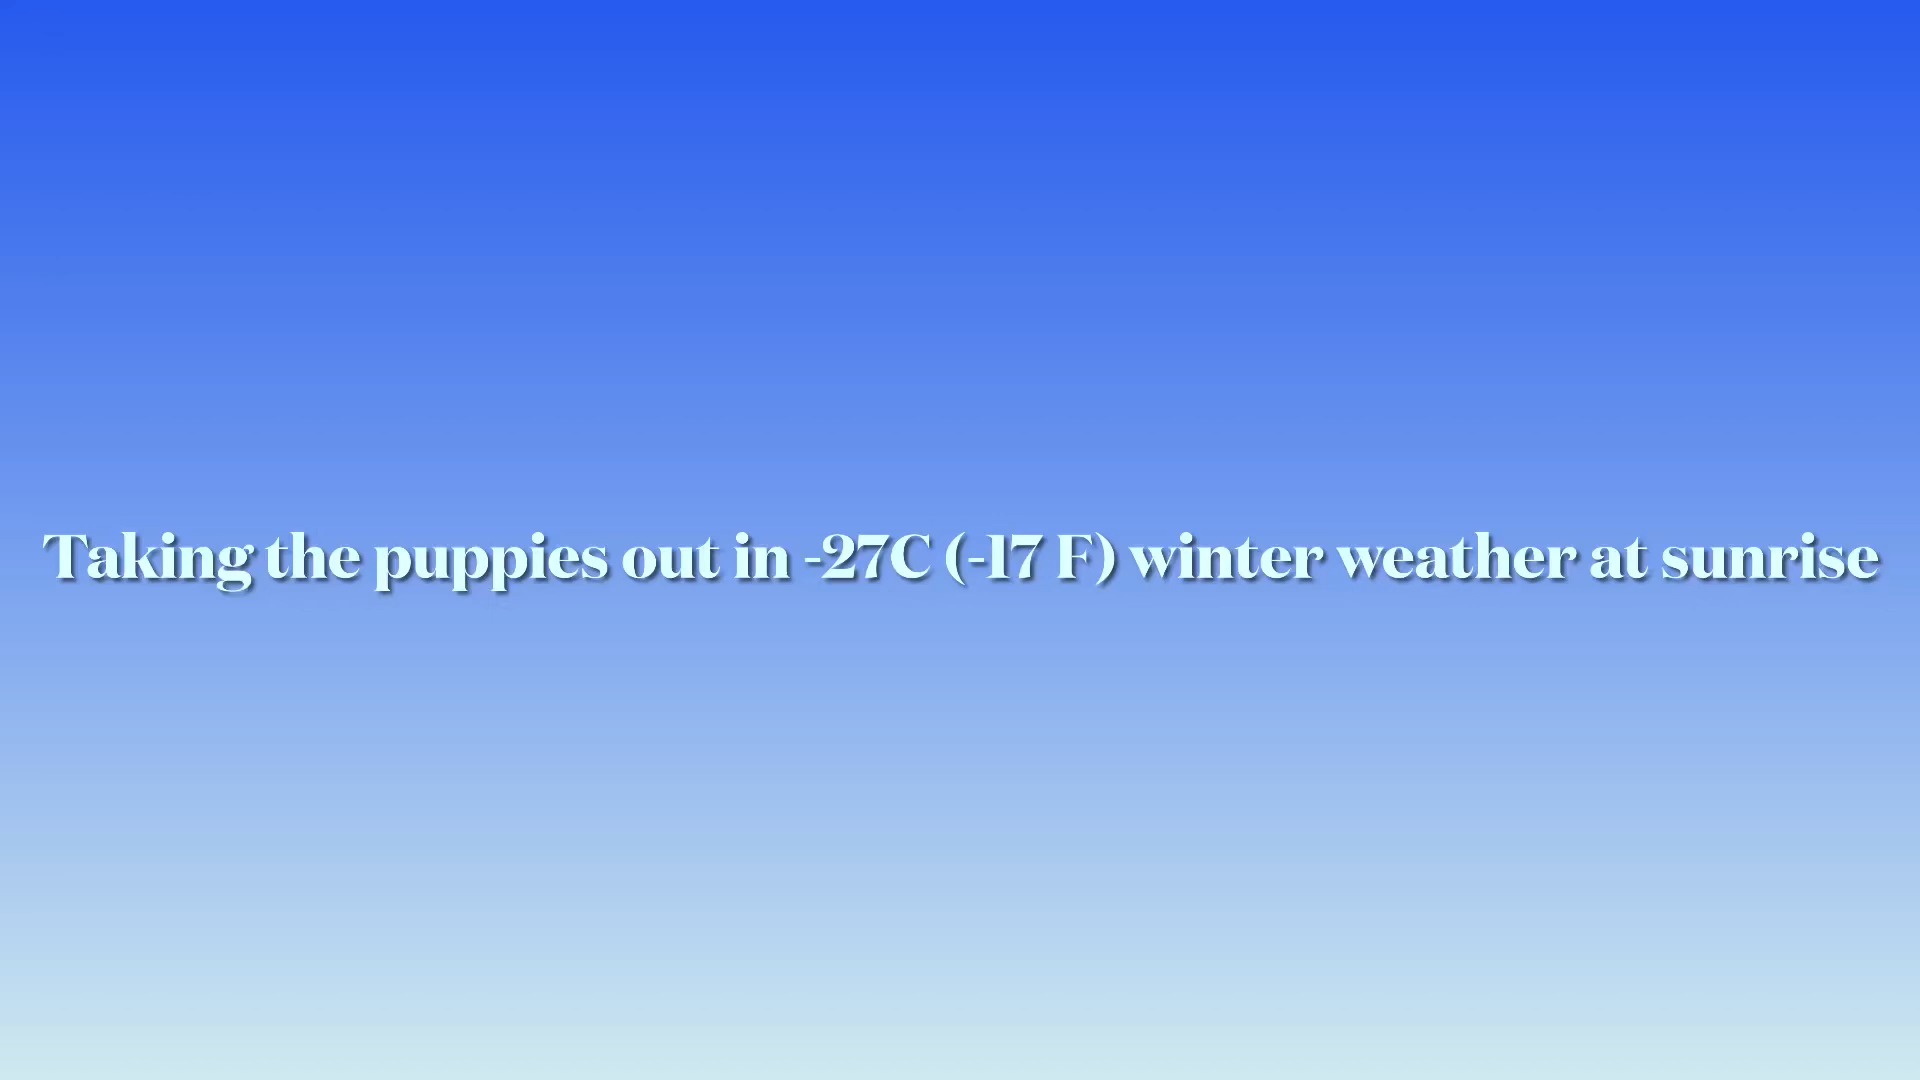 Taking the puppies out in -27C (-17 F) winter weather at sunrise